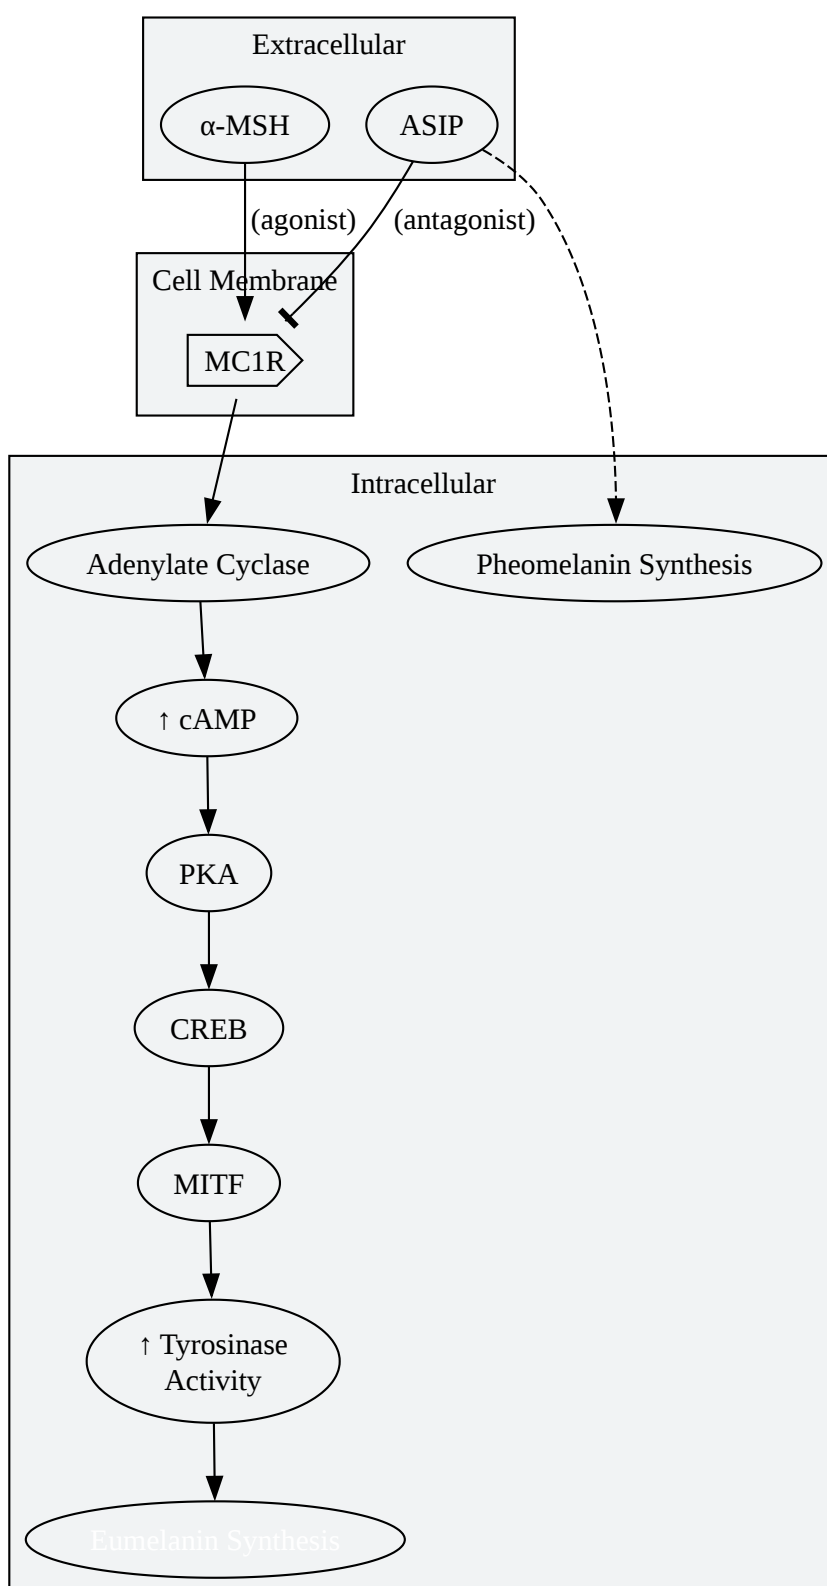 Extracellular
α-MSH
ASIP
(agonist)
(antagonist)
Cell Membrane
MC1R
Intracellular
Adenylate Cyclase
Pheomelanin Synthesis
↑ cAMP
PKA
CREB
MITF
↑ Tyrosinase
Activity
Eumelanin Synthesis